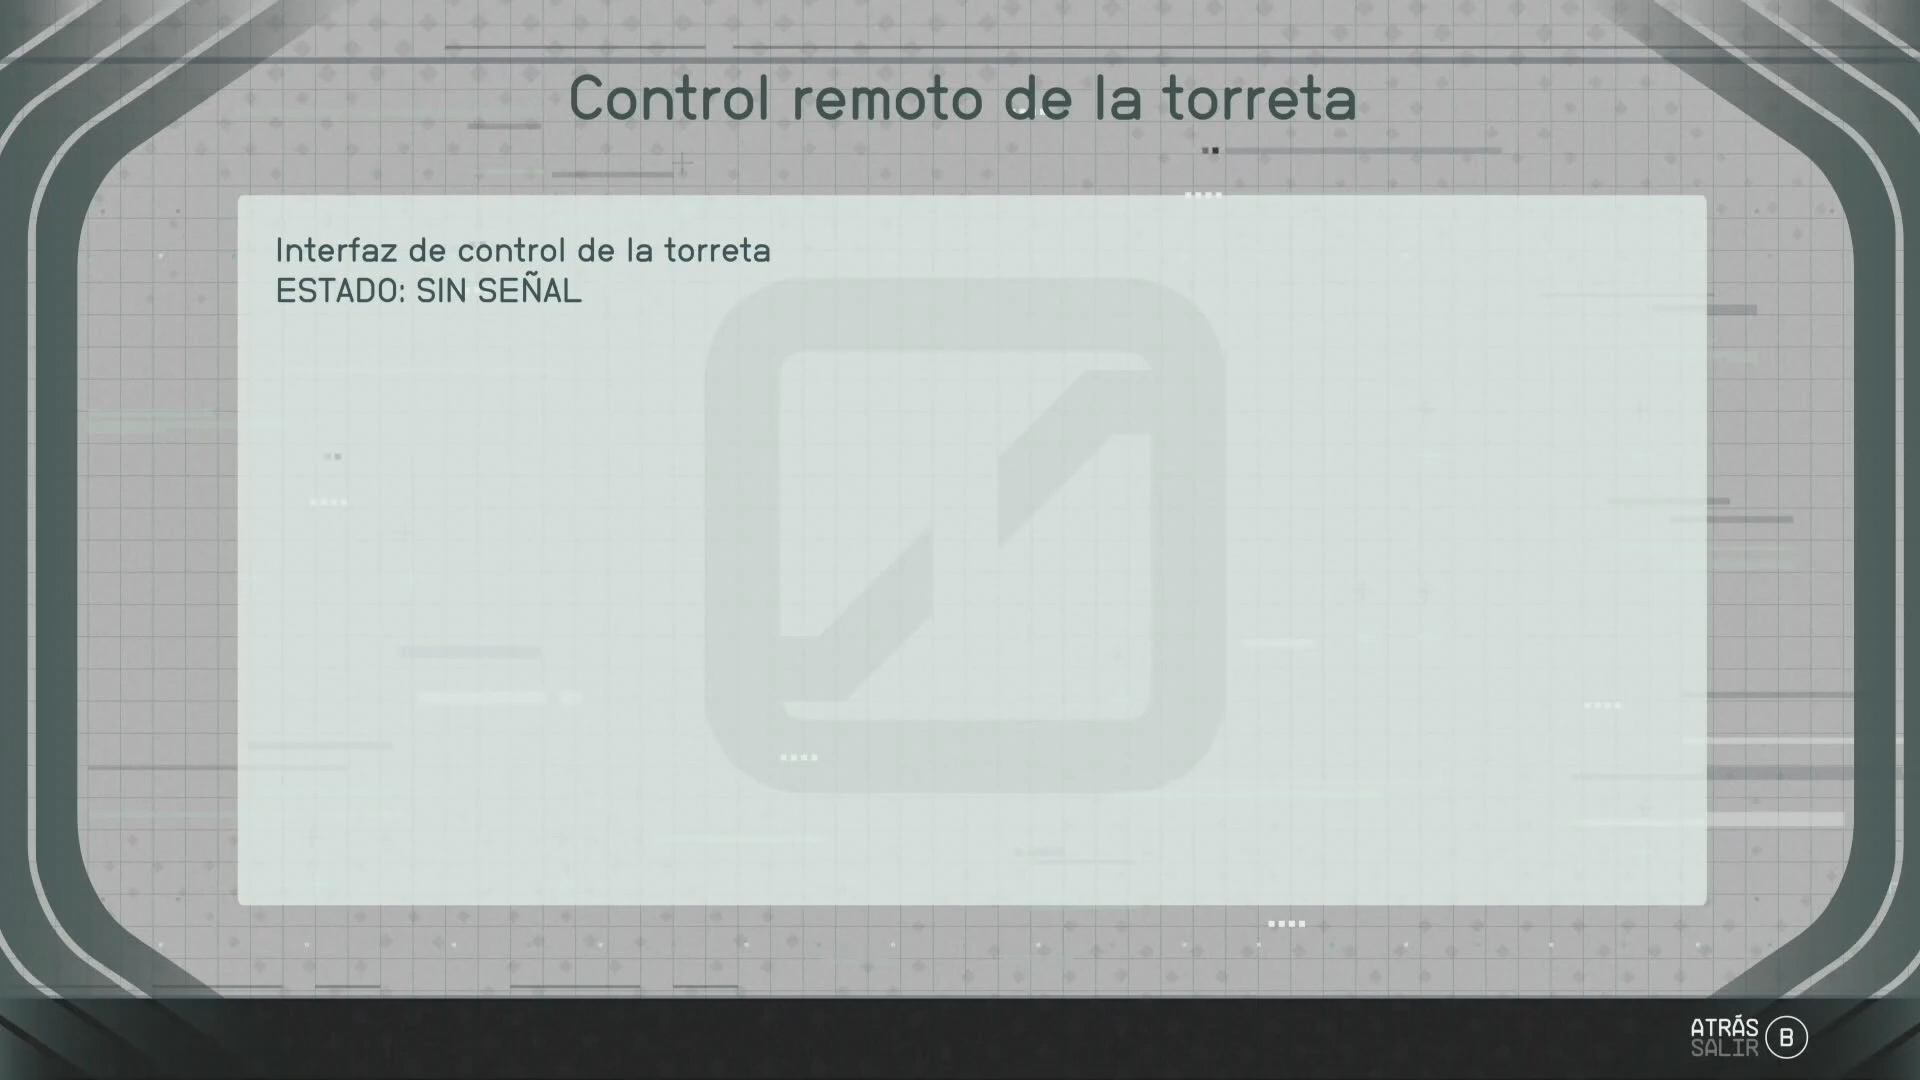 Control remoto de la torreta
Interfaz de control de la torreta
ESTADO: SIN SEÑAL
ATRÁS
SALIR
B